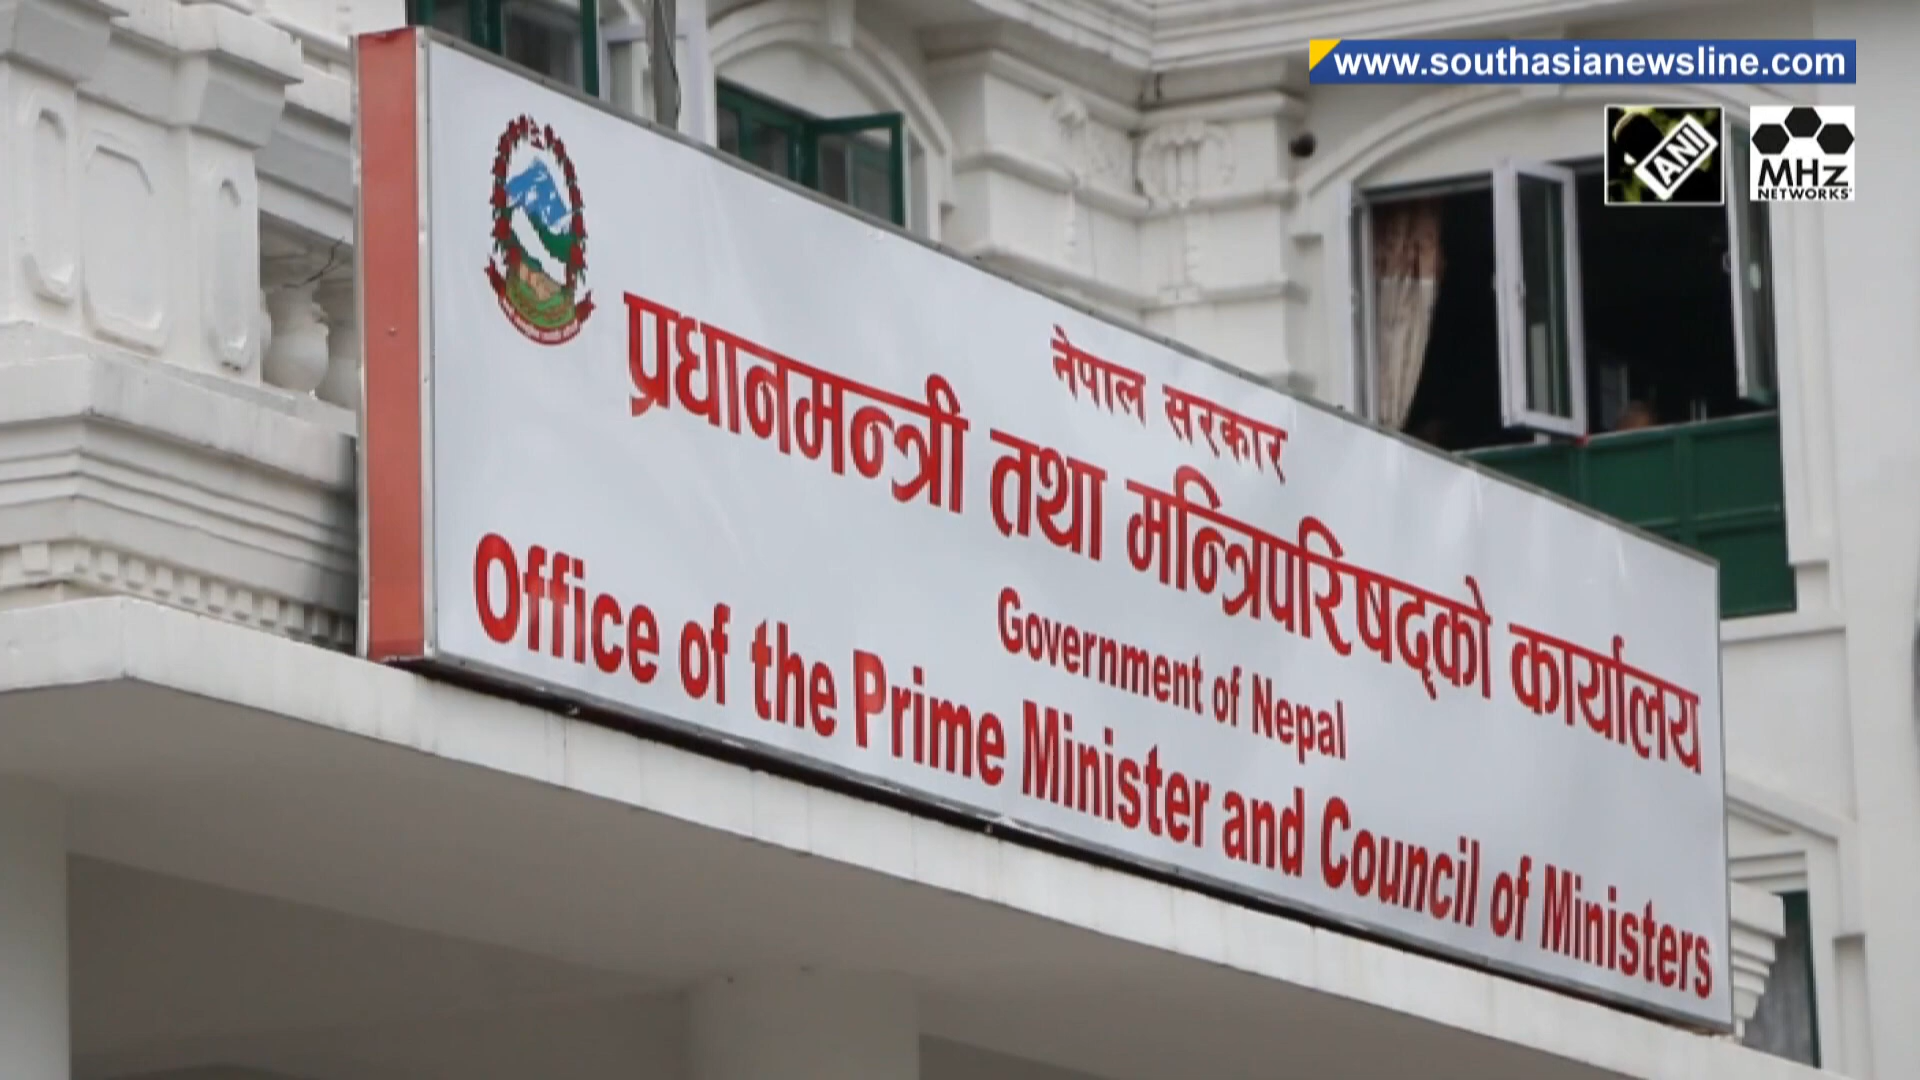 www.southasianewsline.com
ANI
MHz
NETWORKS
नेपाल सरकार
प्रधानमन्त्री तथा मन्त्रिपरिषद्को कार्यालय
Government of Nepal
Office of the Prime Minister and Council of Ministers